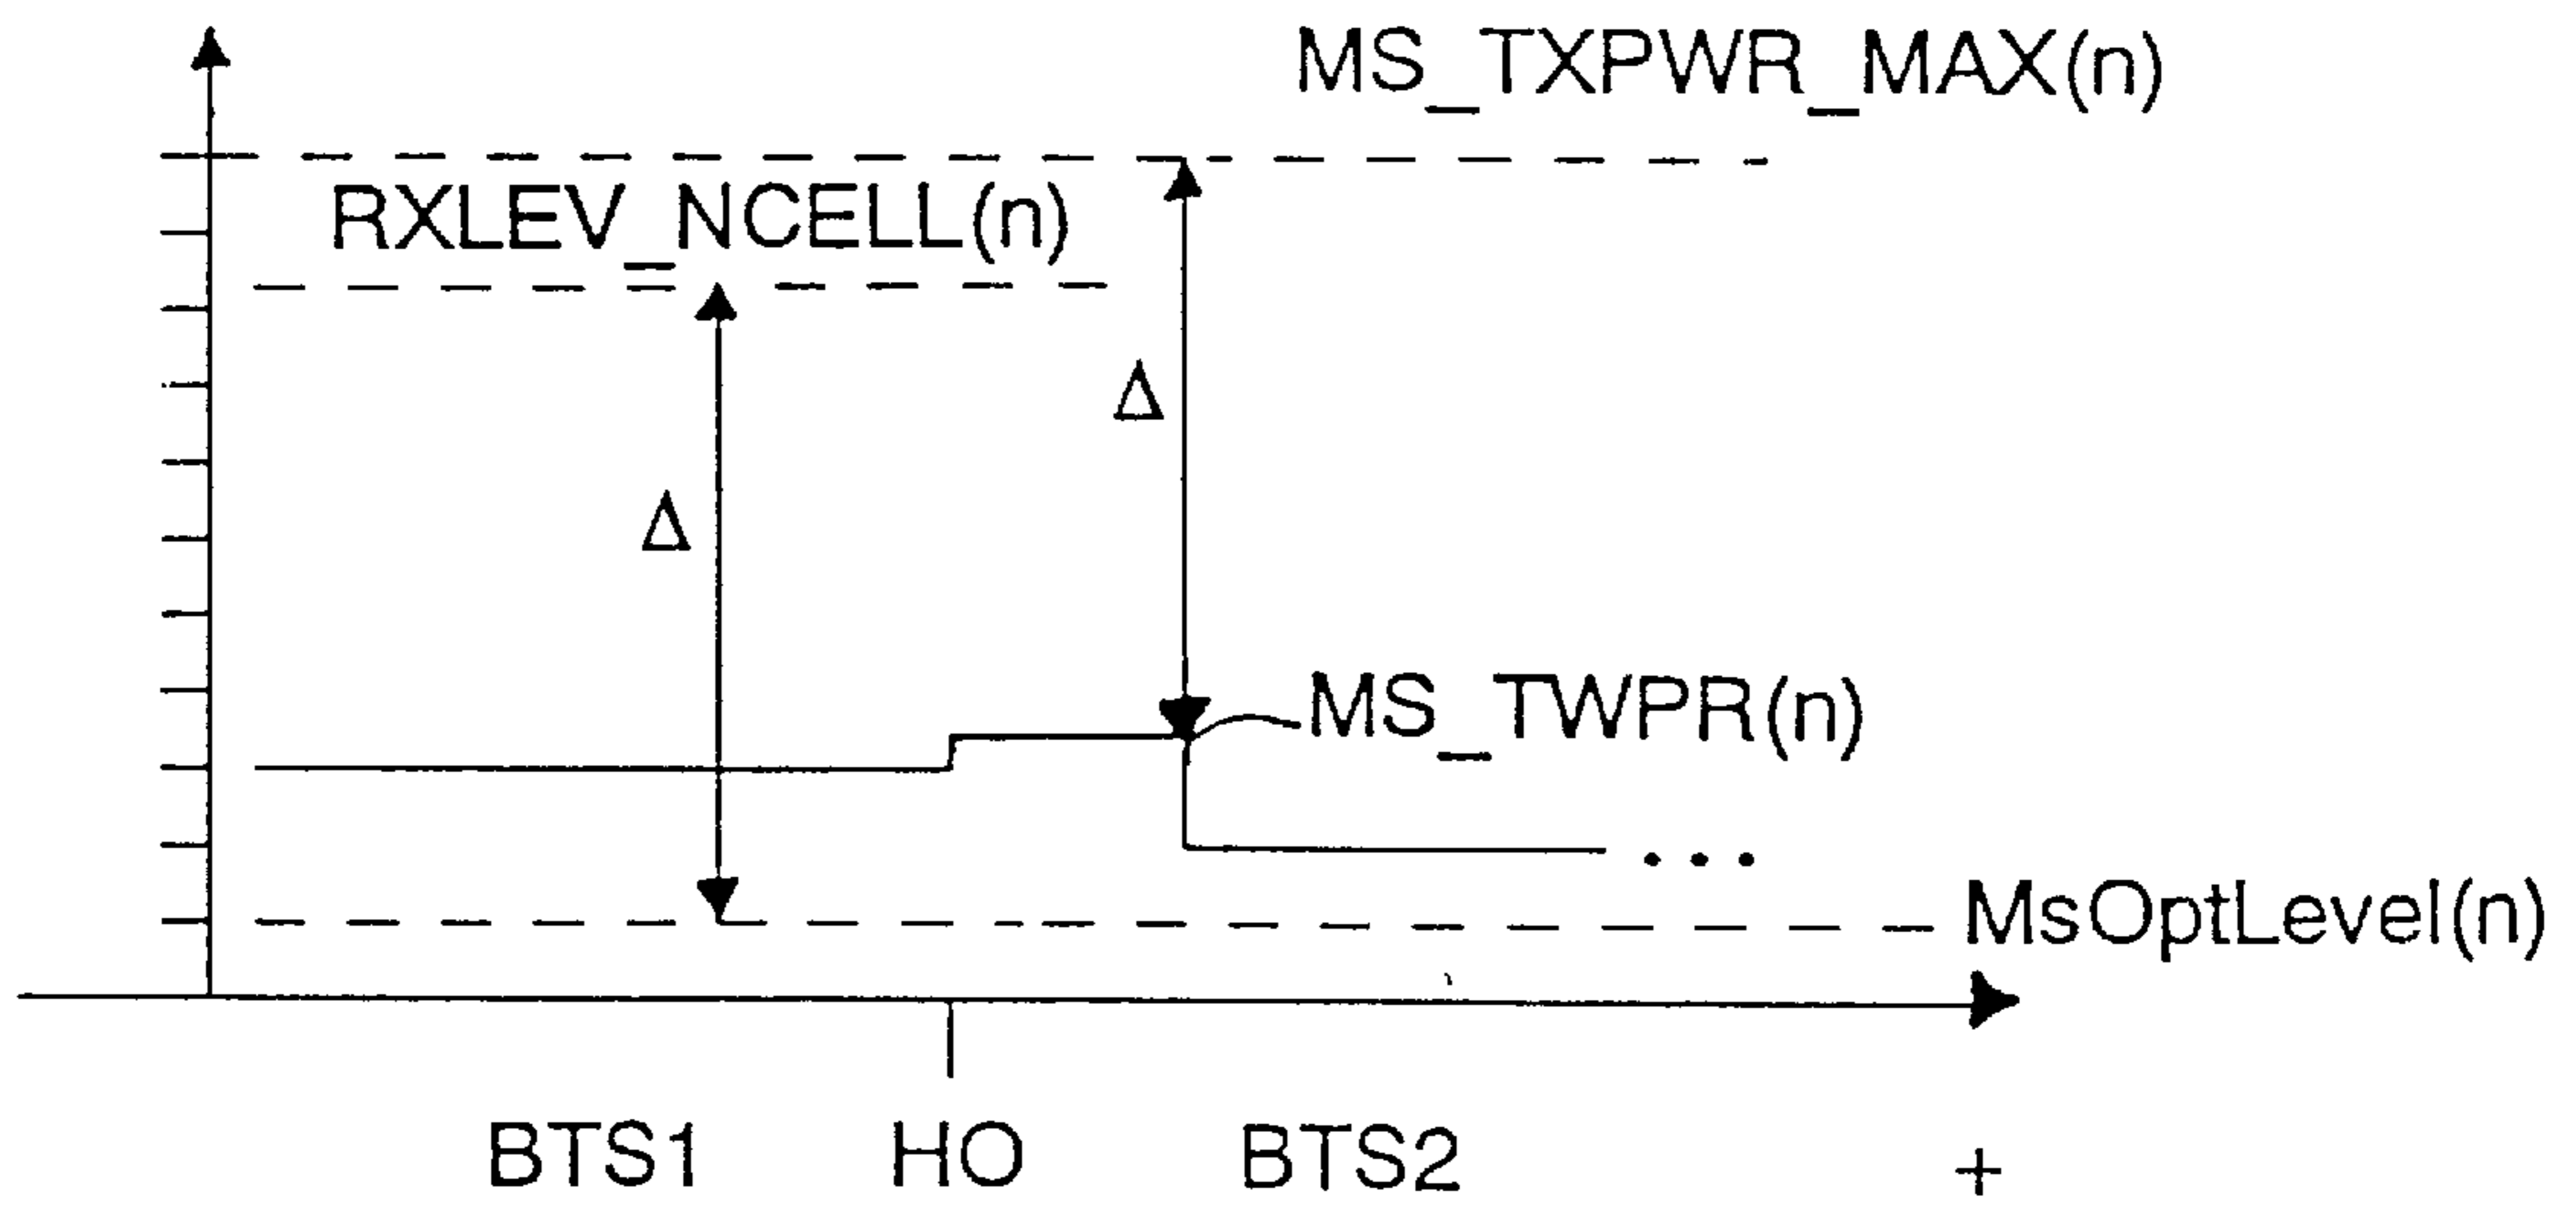 MS_TXPWR_MAX(n)
RXLEV_NCELL(n)
Δ
Δ
MS_TWPR(n)
...
MsOptLevel(n)
BTS1 HO BTS2 +